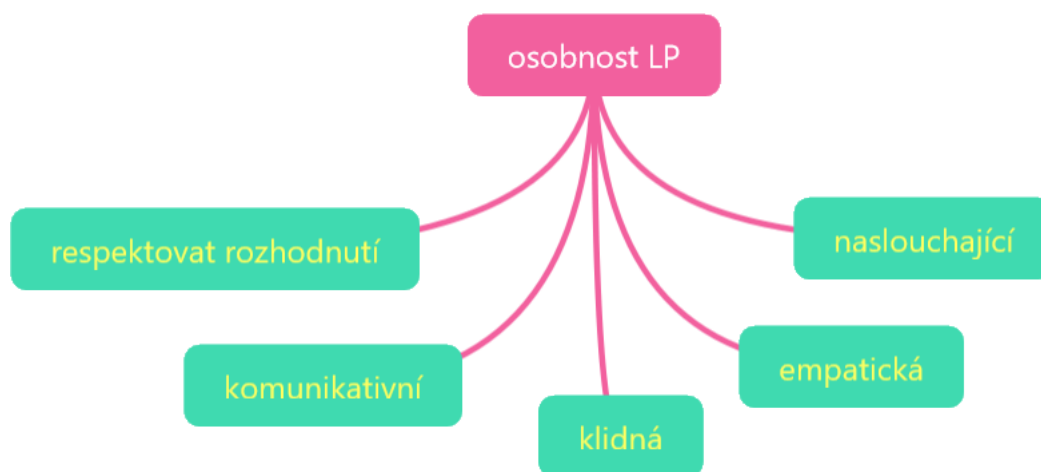 osobnost LP
respektovat rozhodnutí
naslouchající
komunikativní
empatická
klidná